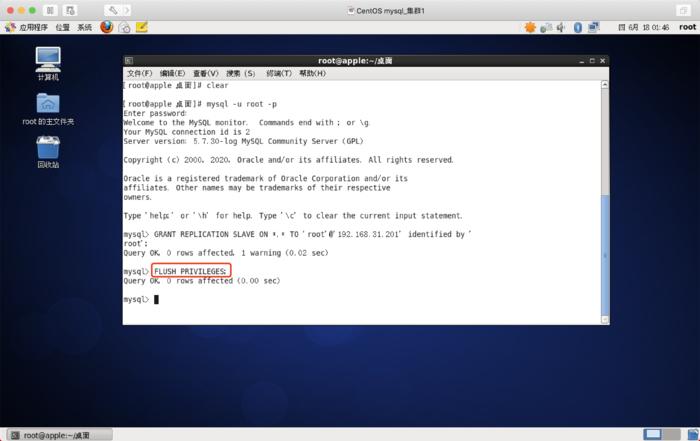 CentOS mysql_集群1
应用程序 位置 系统
四 6月 18 01:46 root
计算机
root 的主文件夹
回收站
root@apple:~/桌面
文件(F) 编辑(E) 查看(V) 搜索 (S) 终端(T) 帮助(H)
[root@apple 桌面]# clear
[root@apple 桌面]# mysql -u root -p
Enter password:
Welcome to the MySQL monitor.  Commands end with ; or \g.
Your MySQL connection id is 2
Server version: 5.7.30-log MySQL Community Server (GPL)
Copyright (c) 2000, 2020, Oracle and/or its affiliates. All rights reserved.
Oracle is a registered trademark of Oracle Corporation and/or its
affiliates. Other names may be trademarks of their respective
owners.
Type 'help;' or '\h' for help. Type '\c' to clear the current input statement.
mysql> GRANT REPLICATION SLAVE ON *.* TO 'root'@'192.168.31.201' identified by '
root';
Query OK, 0 rows affected, 1 warning (0.02 sec)
mysql> FLUSH PRIVILEGES;
Query OK, 0 rows affected (0.00 sec)
mysql>
root@apple:~/桌面